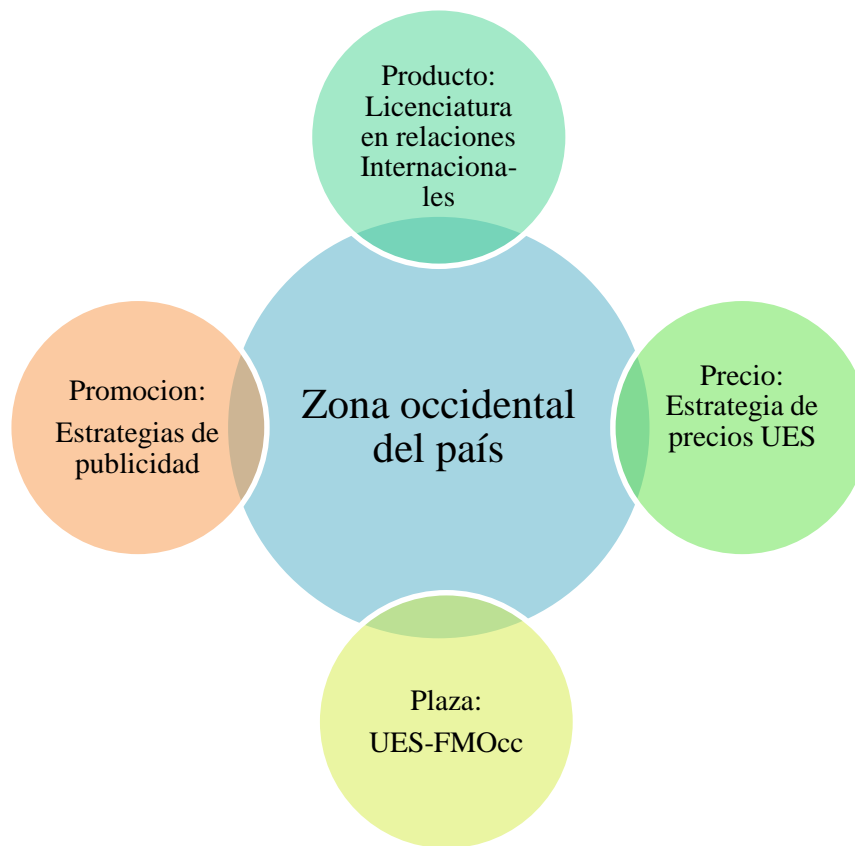 Producto:
Licenciatura
en relaciones
Internaciona-
les
Promocion:
Estrategias de
publicidad
Zona occidental
del país
Precio:
Estrategia de
precios UES
Plaza:
UES-FMOcc